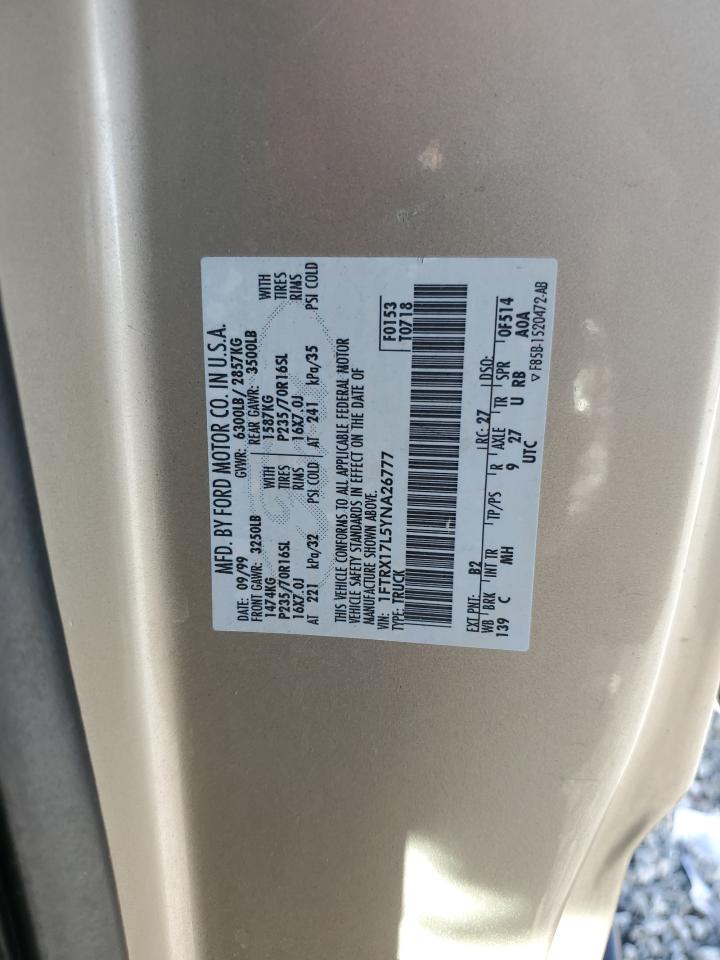 MFD. BY FORD MOTOR CO. IN U.S.A.
DATE: 09/99 GVWR: 6300LB/ 2857KG
FRONT GAWR: 3250LB REAR GAWR: 3500LB
1474KG WITH 1587KG WITH
P235/70R16SL TIRES P235/70R16SL TIRES
16X7.0J RIMS 16X7.0J RIMS
AT 221 kPa/32 PSI COLD AT 241 kPa/35 PSI COLD
THIS VEHICLE CONFORMS TO ALL APPLICABLE FEDERAL MOTOR
VEHICLE SAFETY STANDARDS IN EFFECT ON THE DATE OF
MANUFACTURE SHOWN ABOVE.
VIN: 1FTRX17L5YNA26777 F0153
TYPE: TRUCK T0718
EXT PNT: B2 RC: 27 DSO:
WB BRK INT TR TP/PS R AXLE TR SPR 0F514
139 C MH 9 27 U RB A0A
UTC ▽ F85B-1520472-AB